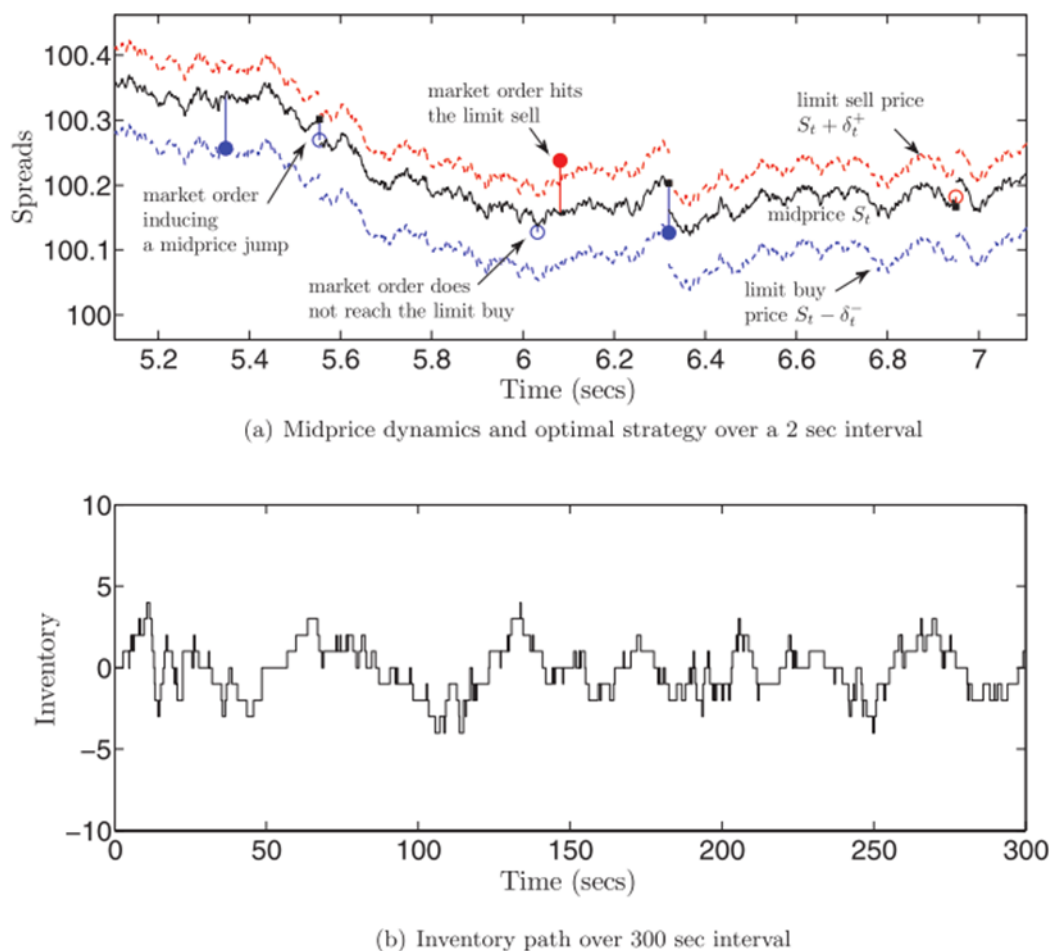 100.4
100.3
100.2
100.1
100
Spreads
market order hits
the limit sell
limit sell price
S_t + δ_t^+
market order
inducing
a midprice jump
midprice S_t
market order does
not reach the limit buy
limit buy
price S_t − δ_t^−
5.2 5.4 5.6 5.8 6 6.2 6.4 6.6 6.8 7
Time (secs)
(a) Midprice dynamics and optimal strategy over a 2 sec interval
10
5
0
−5
−10
Inventory
0 50 100 150 200 250 300
Time (secs)
(b) Inventory path over 300 sec interval